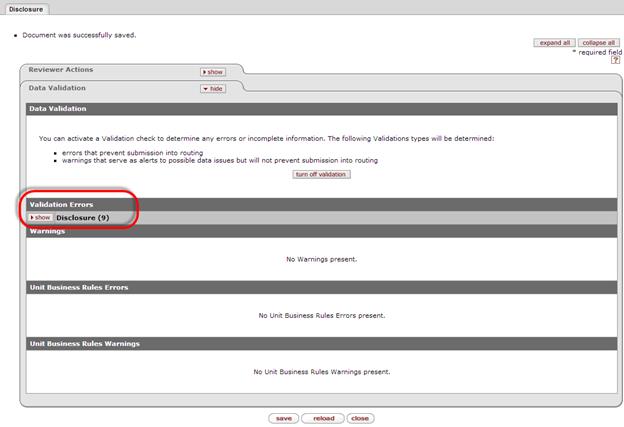 Disclosure
Document was successfully saved.
expand all collapse all
* required field
?
Reviewer Actions show
Data Validation hide
Data Validation
You can activate a Validation check to determine any errors or incomplete information. The following Validations types will be determined:
errors that prevent submission into routing
warnings that serve as alerts to possible data issues but will not prevent submission into routing
turn off validation
Validation Errors
show Disclosure (9)
Warnings
No Warnings present.
Unit Business Rules Errors
No Unit Business Rules Errors present.
Unit Business Rules Warnings
No Unit Business Rules Warnings present.
save reload close